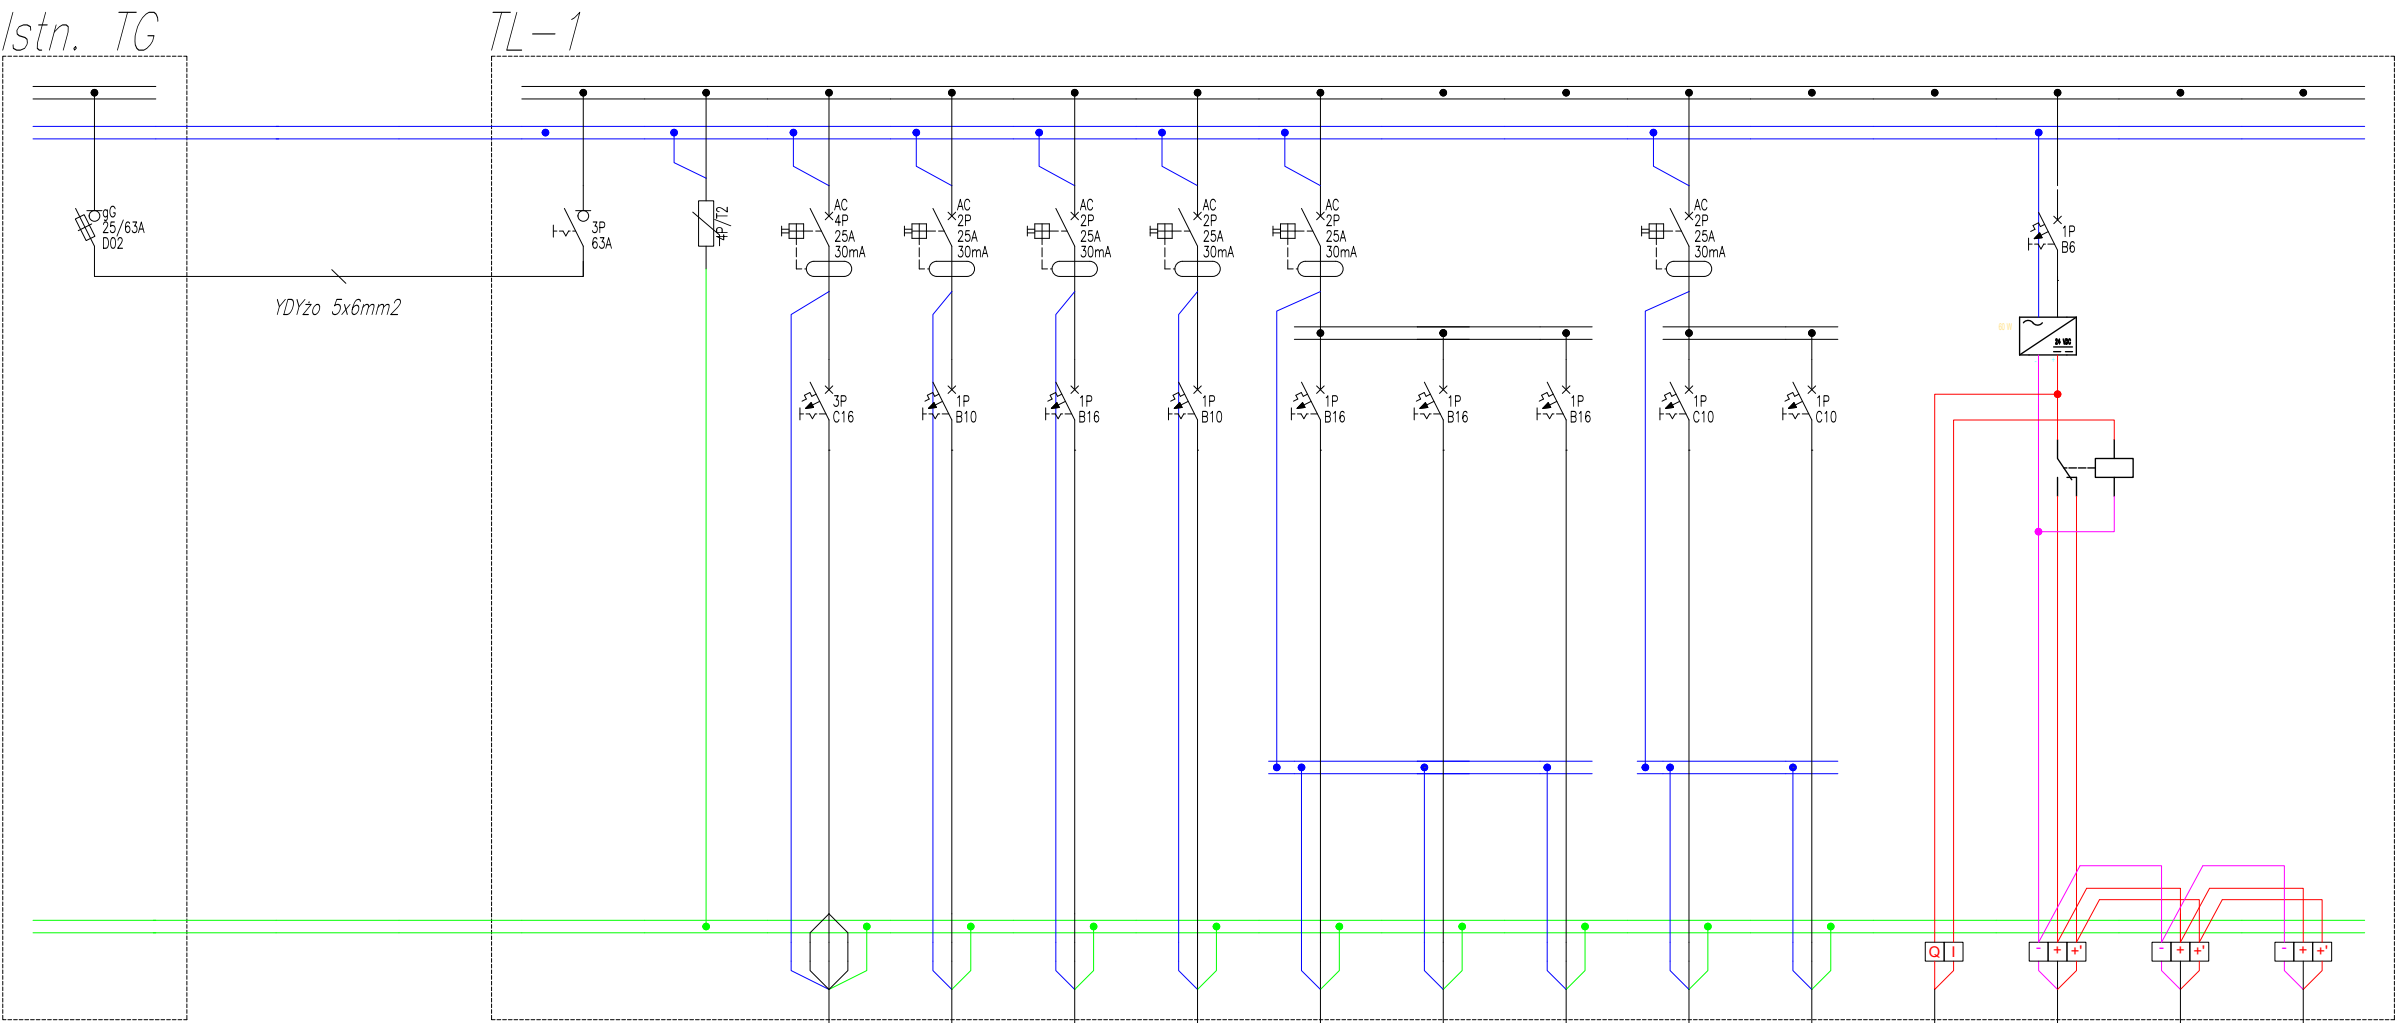 Istn. TG
TL-1
gG
25/63A
D02
3P
63A
4P/T2
AC
4P
25A
30mA
AC
2P
25A
30mA
AC
2P
25A
30mA
AC
2P
25A
30mA
AC
2P
25A
30mA
AC
2P
25A
30mA
1P
B6
YDYżo 5x6mm2
24 VDC
3P
C16
1P
B10
1P
B16
1P
B10
1P
B16
1P
B16
1P
B16
1P
C10
1P
C10
Q I
- + +'
- + +'
- + +'